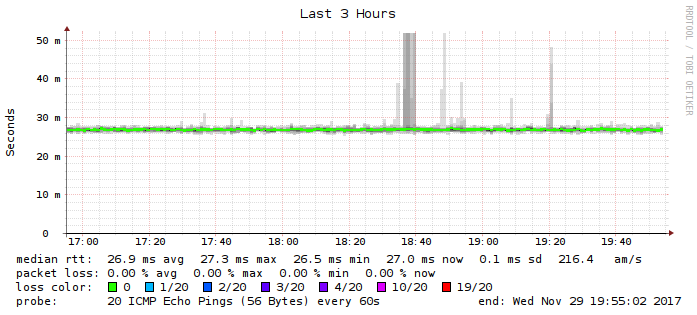 Last 3 Hours
RRDTOOL / TOBI OETIKER
Seconds
50 m
40 m
30 m
20 m
10 m
0
17:00 17:20 17:40 18:00 18:20 18:40 19:00 19:20 19:40
median rtt: 26.9 ms avg 27.3 ms max 26.5 ms min 27.0 ms now 0.1 ms sd 216.4 am/s
packet loss: 0.00 % avg 0.00 % max 0.00 % min 0.00 % now
loss color: 0 1/20 2/20 3/20 4/20 10/20 19/20
probe: 20 ICMP Echo Pings (56 Bytes) every 60s end: Wed Nov 29 19:55:02 2017